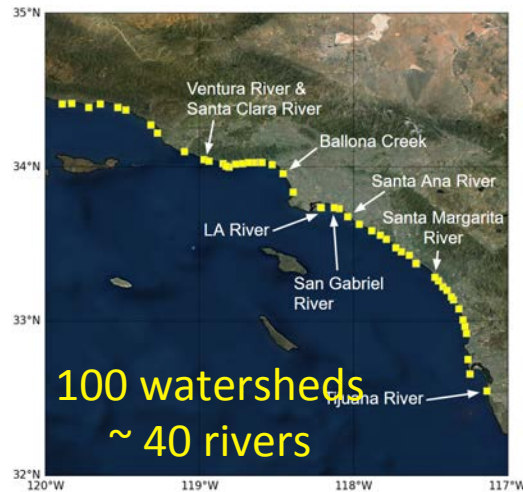 35°N
Ventura River &
Santa Clara River
34°N
Ballona Creek
Santa Ana River
Santa Margarita
River
LA River
San Gabriel
River
33°N
100 watersheds
Tijuana River
~ 40 rivers
32°N
120°W
119°W
118°W
117°W